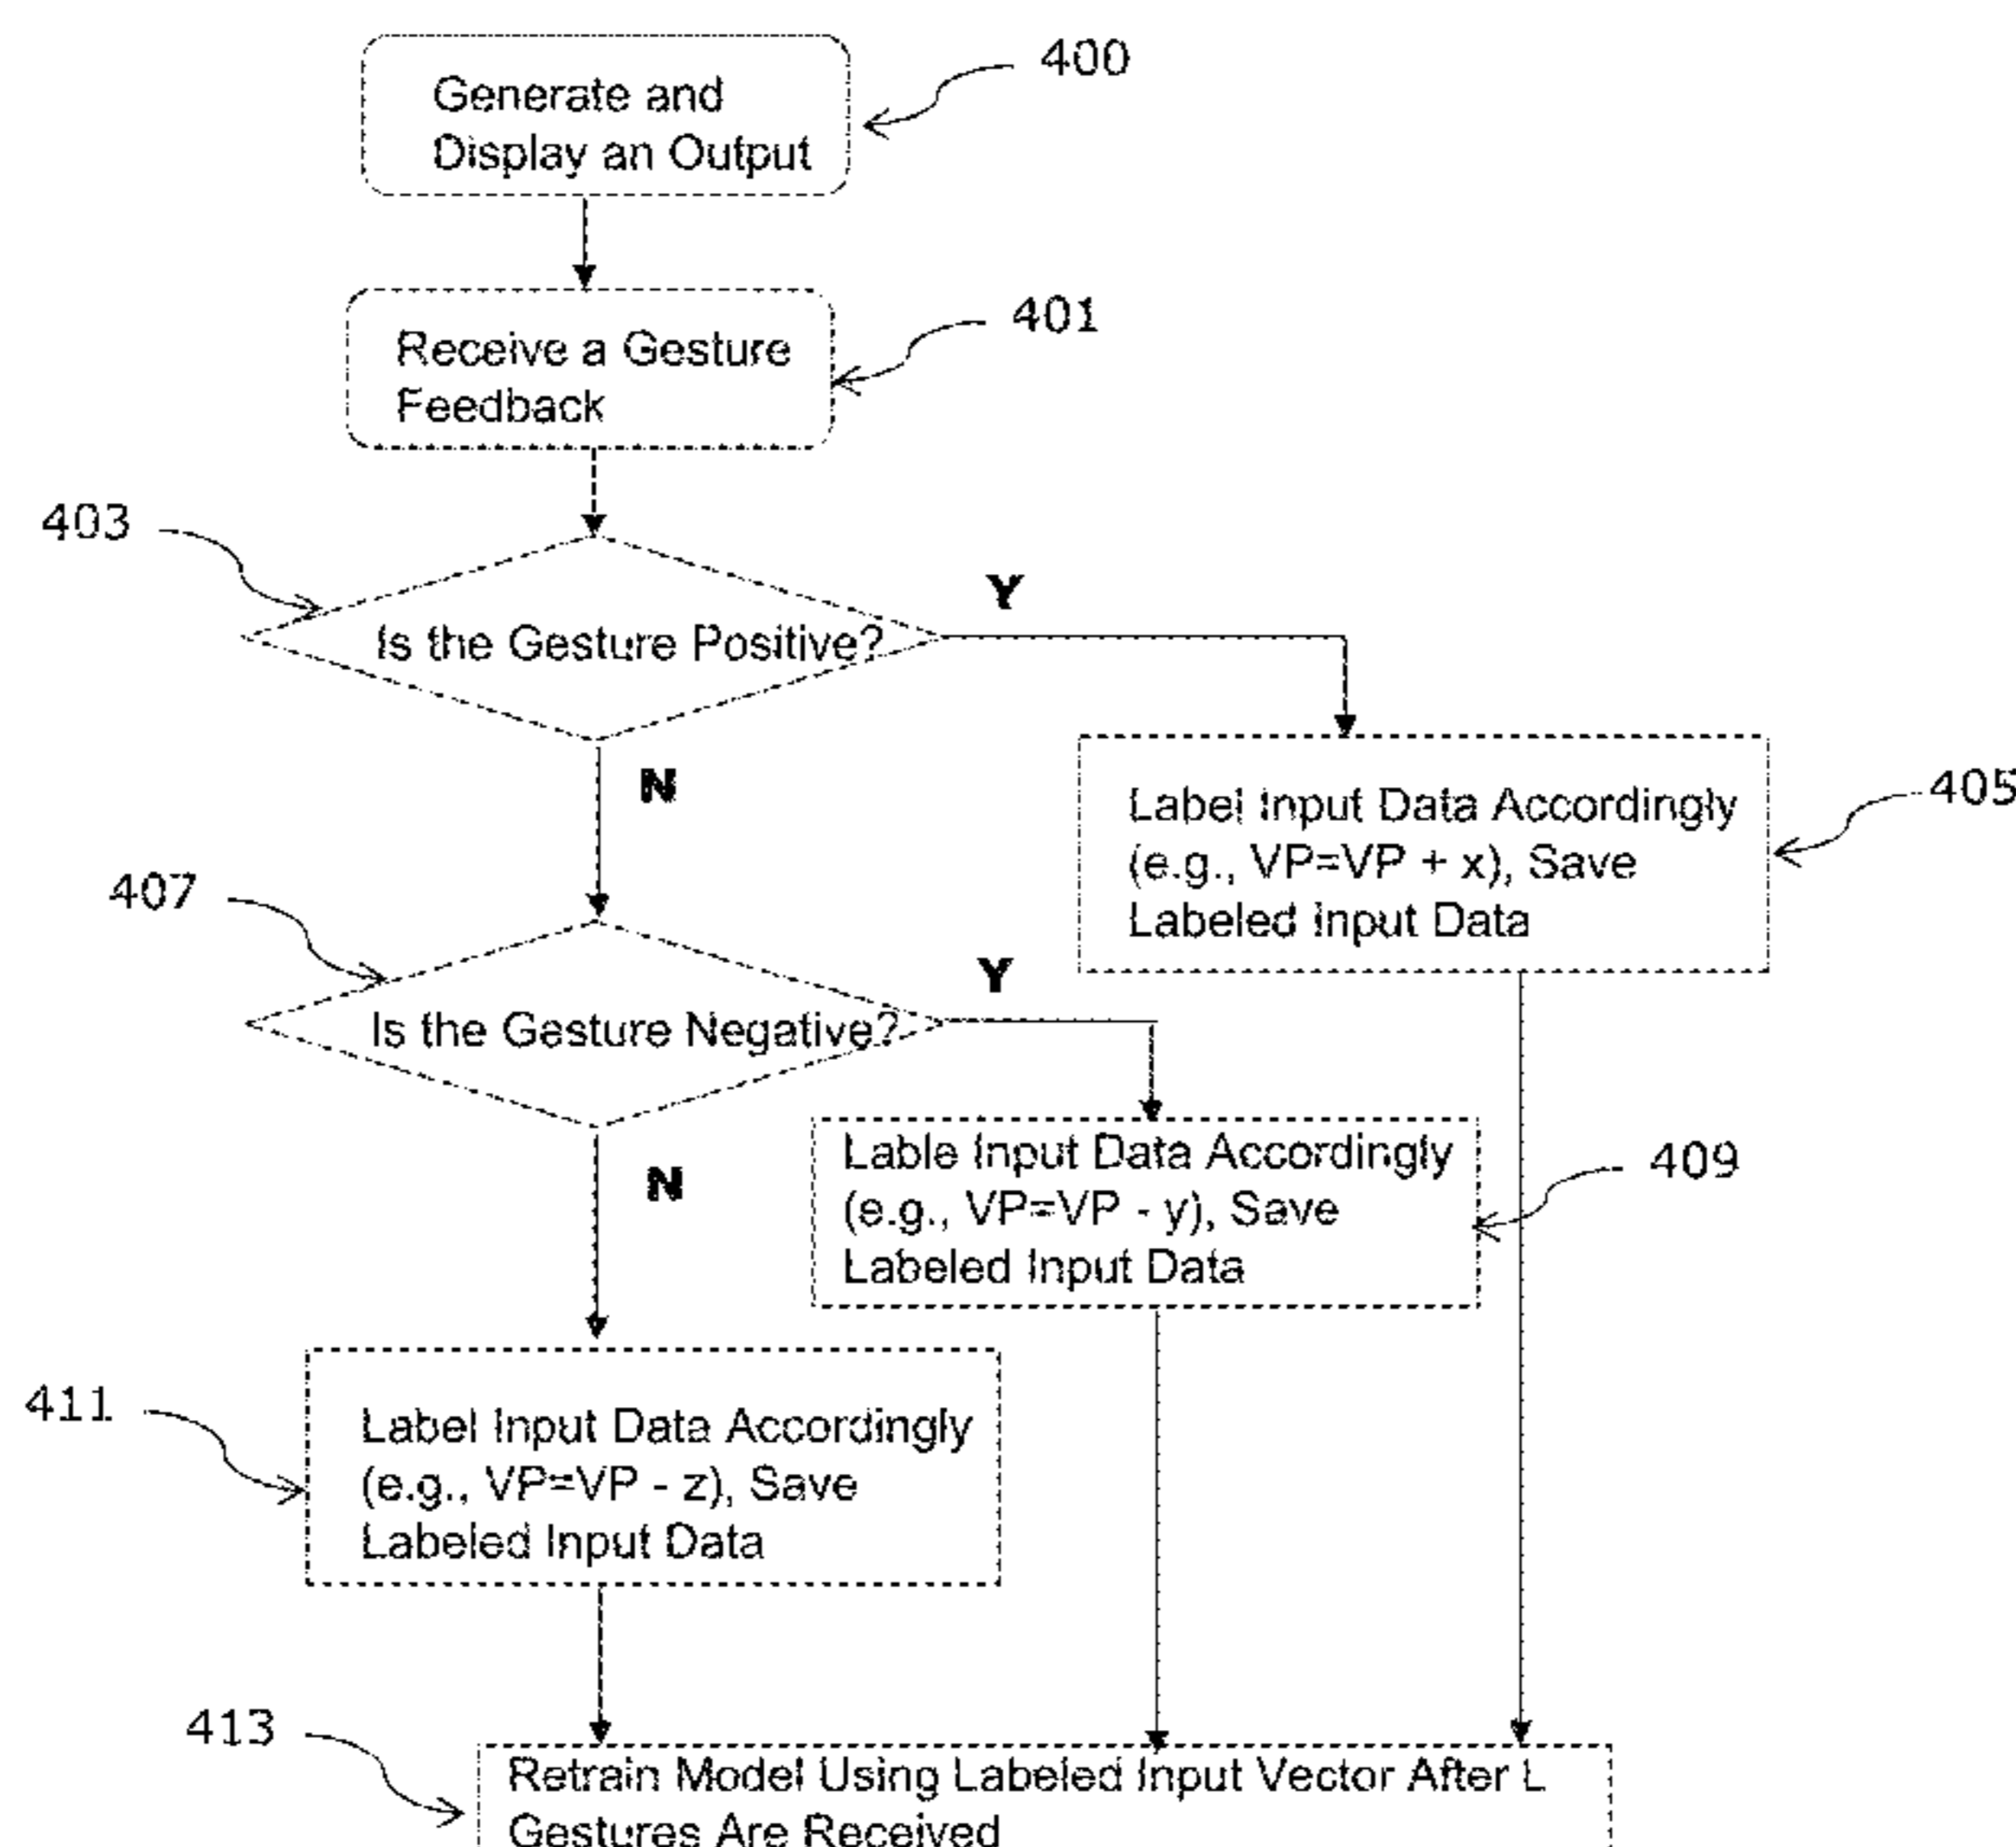 Generate and
Display an Output
400
Receive a Gesture
Feedback
401
403
Is the Gesture Positive?
Y
N
Label Input Data Accordingly
(e.g., VP=VP + x), Save
Labeled Input Data
405
407
Is the Gesture Negative?
Y
N
Lable Input Data Accordingly
(e.g., VP=VP - y), Save
Labeled Input Data
409
411
Label Input Data Accordingly
(e.g., VP=VP - z), Save
Labeled Input Data
413
Retrain Model Using Labeled Input Vector After L
Gestures Are Received